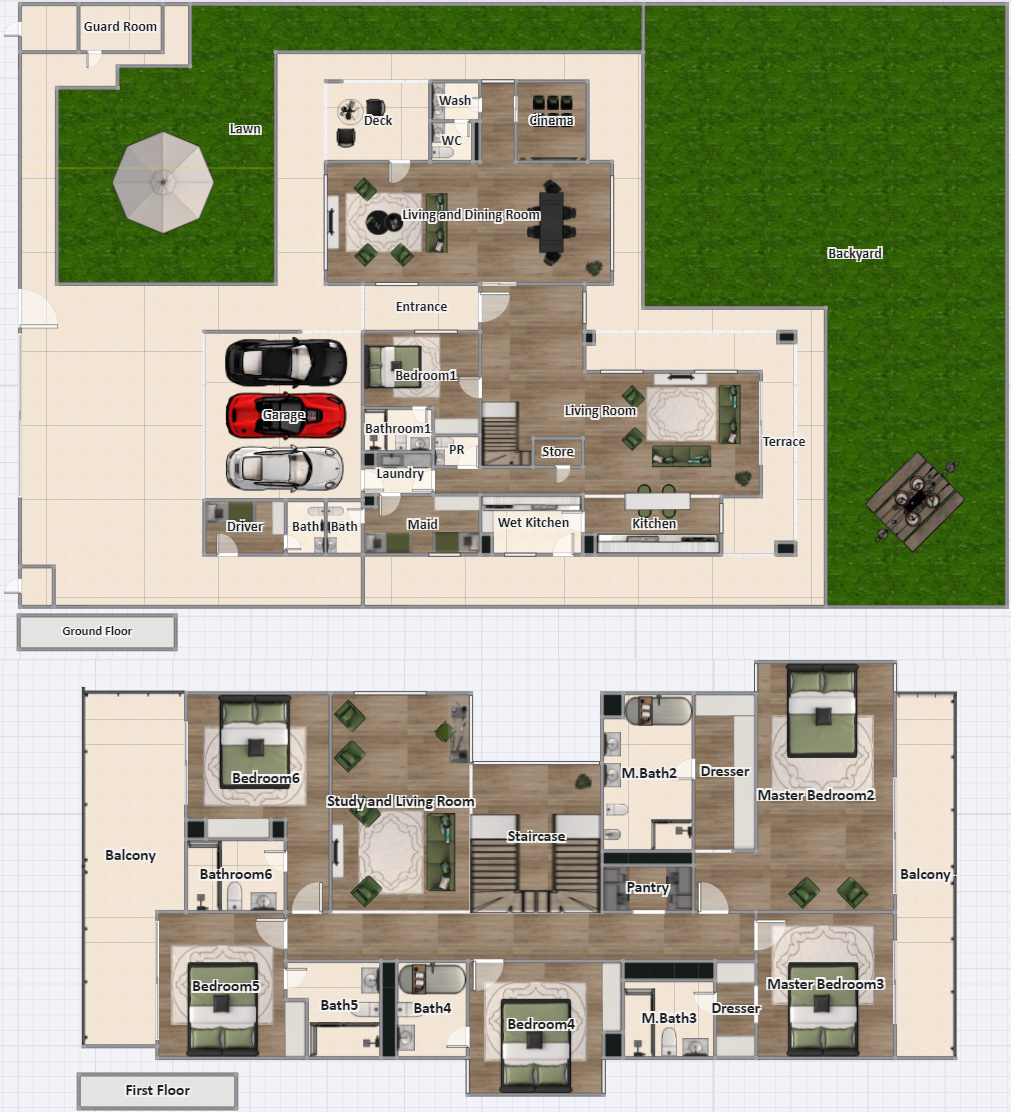 Guard Room
Wash
Lawn
Deck
Cinema
WC
Living and Dining Room
Backyard
Entrance
Bedroom1
Living Room
Garage
Bathroom1
Terrace
PR
Store
Laundry
Driver
Bath
Bath
Maid
Wet Kitchen
Kitchen
Ground Floor
Bedroom6
M.Bath2
Dresser
Master Bedroom2
Study and Living Room
Staircase
Balcony
Bathroom6
Pantry
Balcony
Bedroom5
Bath5
Bath4
Bedroom4
M.Bath3
Dresser
Master Bedroom3
First Floor